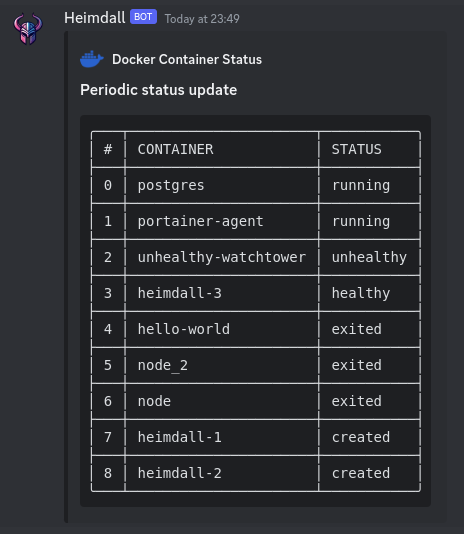 Heimdall BOT Today at 23:49
Docker Container Status
Periodic status update
# CONTAINER STATUS
0 postgres running
1 portainer-agent running
2 unhealthy-watchtower unhealthy
3 heimdall-3 healthy
4 hello-world exited
5 node_2 exited
6 node exited
7 heimdall-1 created
8 heimdall-2 created